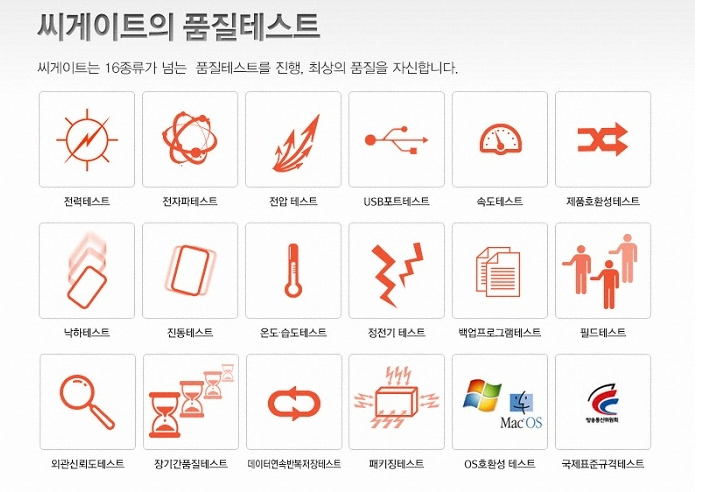 씨게이트의 품질테스트
씨게이트는 16종류가 넘는 품질테스트를 진행, 최상의 품질을 자신합니다.
전력테스트
전자파테스트
전압 테스트
USB포트테스트
속도테스트
제품호환성테스트
낙하테스트
진동테스트
온도·습도테스트
정전기 테스트
백업프로그램테스트
필드테스트
Mac OS
방송통신위원회
외관신뢰도테스트
장기간품질테스트
데이터연속반복저장테스트
패키징테스트
OS호환성 테스트
국제표준규격테스트